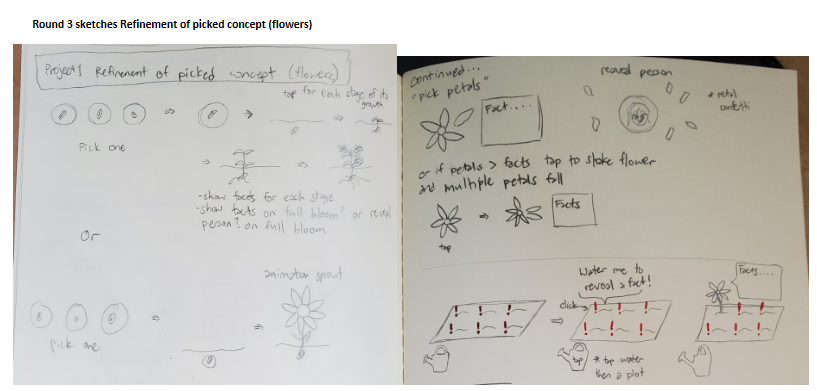 Round 3 sketches Refinement of picked concept (flowers)
Project 1 Refinement of picked concept (flowers)
tap for each stage of its
growth
Pick one
-show facts for each stage
-show facts on full bloom? or reveal
person? on full bloom
Or
animation sprout
Pick one
continued...
"pick petals"
Fact....
reveal person
* petal
confetti
or if petals > facts tap to shake flower
and multiple petals fall
Facts
tap
Water me to
reveal a fact!
click
! ! !
! ! !
! ! !
! ! !
tap
* tap water
then a plot
Facts....
! !
! ! !